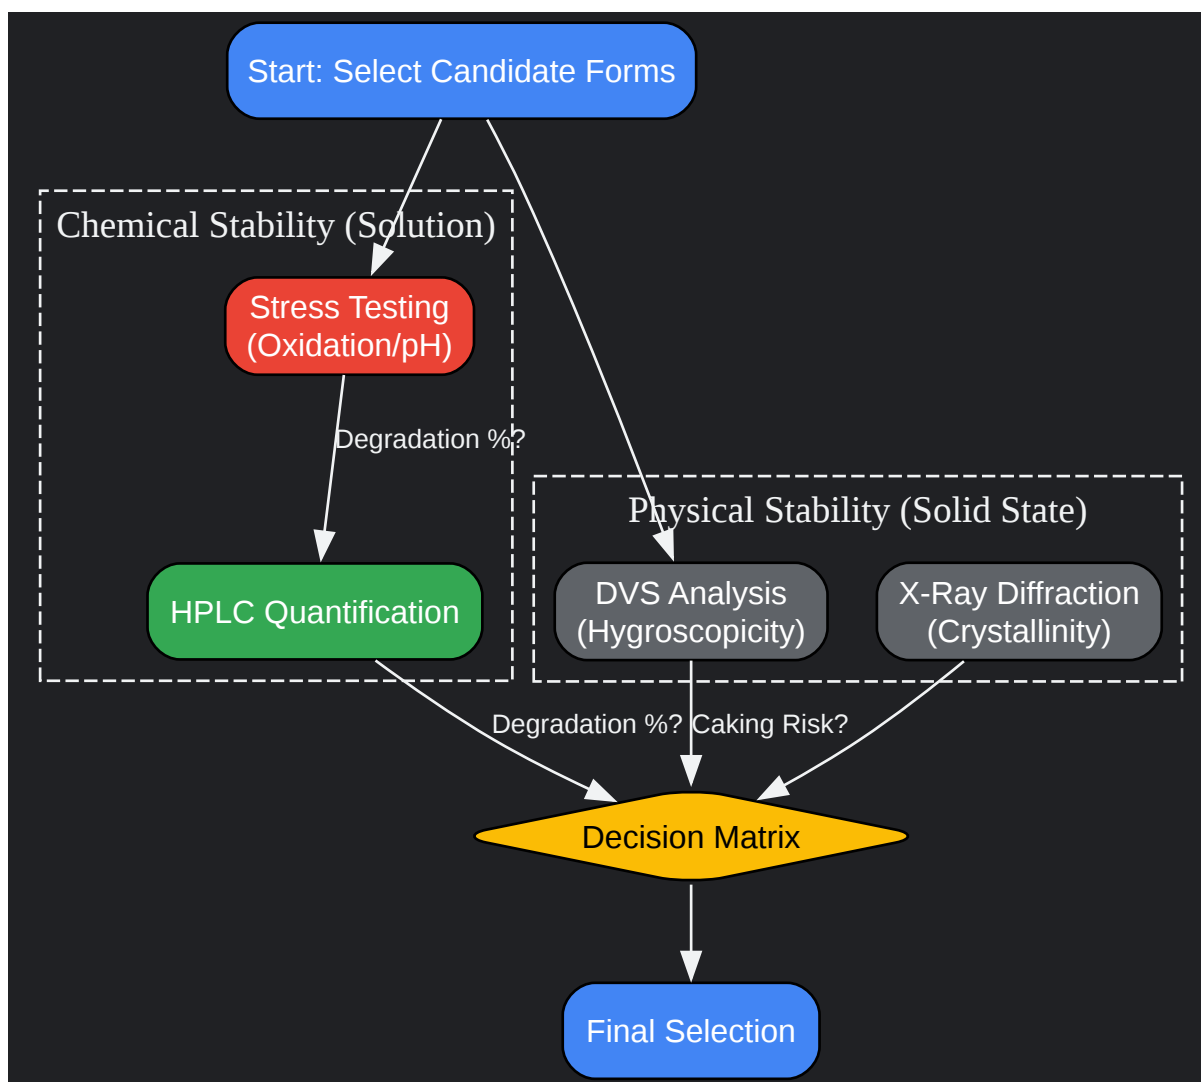 Start: Select Candidate Forms
Chemical Stability (Solution)
Stress Testing
(Oxidation/pH)
Degradation %?
Physical Stability (Solid State)
HPLC Quantification
DVS Analysis
(Hygroscopicity)
X-Ray Diffraction
(Crystallinity)
Degradation %?
Caking Risk?
Decision Matrix
Final Selection